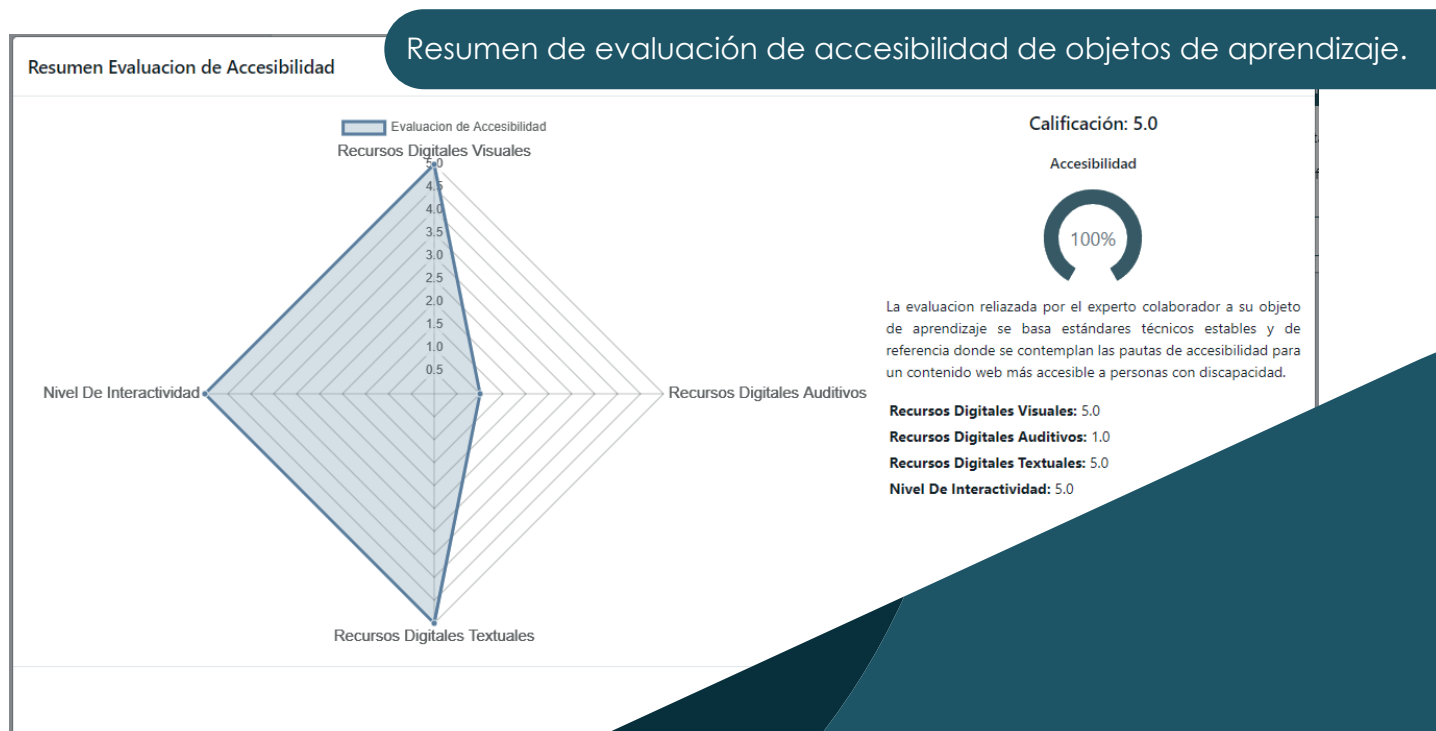 Resumen de evaluación de accesibilidad de objetos de aprendizaje.
Resumen Evaluacion de Accesibilidad
Evaluacion de Accesibilidad
Recursos Digitales Visuales
5.0
4.5
4.0
3.5
3.0
2.5
2.0
1.5
1.0
0.5
Nivel De Interactividad
Recursos Digitales Auditivos
Recursos Digitales Textuales
Calificación: 5.0
Accesibilidad
100%
La evaluacion reliazada por el experto colaborador a su objeto
de aprendizaje se basa estándares técnicos estables y de
referencia donde se contemplan las pautas de accesibilidad para
un contenido web más accesible a personas con discapacidad.
Recursos Digitales Visuales: 5.0
Recursos Digitales Auditivos: 1.0
Recursos Digitales Textuales: 5.0
Nivel De Interactividad: 5.0